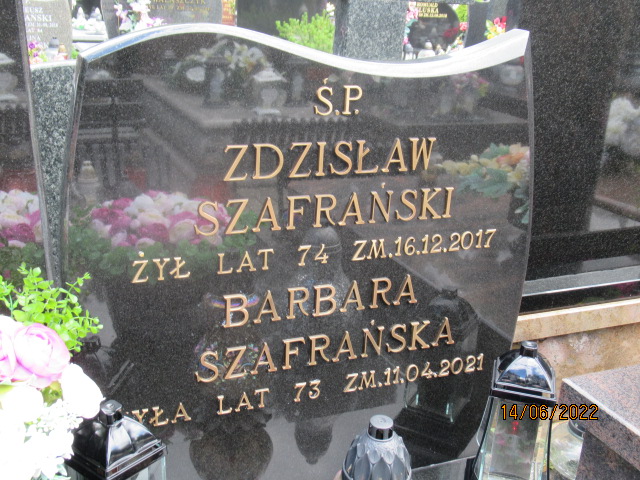 Ś.P.
ZDZISŁAW
SZAFRAŃSKI
ŻYŁ LAT 74 ZM.16.12.2017
BARBARA
SZAFRAŃSKA
ŻYŁA LAT 73 ZM.11.04.2021
14/06/2022